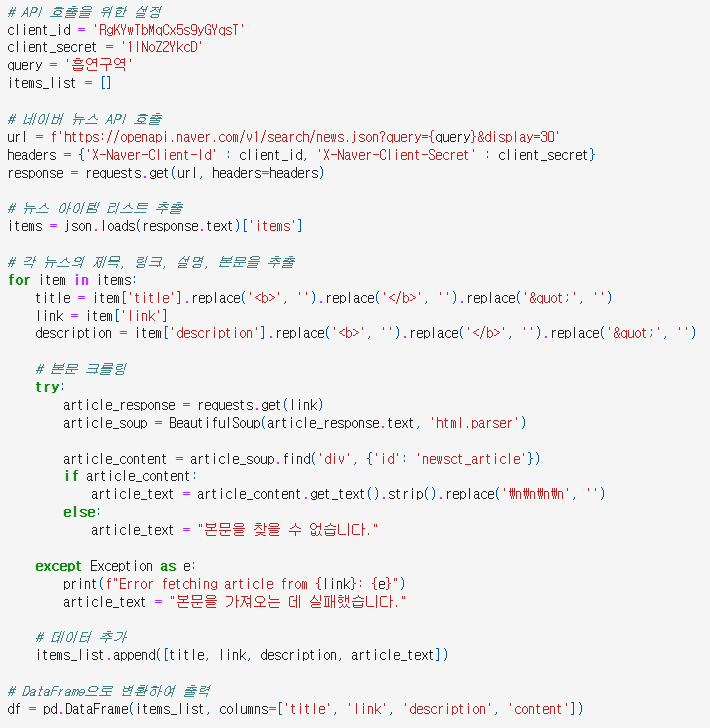 # API 호출을 위한 설정
client_id = 'RgKYwTbMqCx5s9yGYqsT'
client_secret = '1INoZ2YkcD'
query = '흡연구역'
items_list = []

# 네이버 뉴스 API 호출
url = f'https://openapi.naver.com/v1/search/news.json?query={query}&display=30'
headers = {'X-Naver-Client-Id' : client_id, 'X-Naver-Client-Secret' : client_secret}
response = requests.get(url, headers=headers)

# 뉴스 아이템 리스트 추출
items = json.loads(response.text)['items']

# 각 뉴스의 제목, 링크, 설명, 본문을 추출
for item in items:
    title = item['title'].replace('<b>', '').replace('</b>', '').replace('&quot;', '')
    link = item['link']
    description = item['description'].replace('<b>', '').replace('</b>', '').replace('&quot;', '')

    # 본문 크롤링
    try:
        article_response = requests.get(link)
        article_soup = BeautifulSoup(article_response.text, 'html.parser')

        article_content = article_soup.find('div', {'id': 'newsct_article'})
        if article_content:
            article_text = article_content.get_text().strip().replace('₩n₩n₩n₩n', '')
        else:
            article_text = "본문을 찾을 수 없습니다."

    except Exception as e:
        print(f"Error fetching article from {link}: {e}")
        article_text = "본문을 가져오는 데 실패했습니다."

    # 데이터 추가
    items_list.append([title, link, description, article_text])

# DataFrame으로 변환하여 출력
df = pd.DataFrame(items_list, columns=['title', 'link', 'description', 'content'])